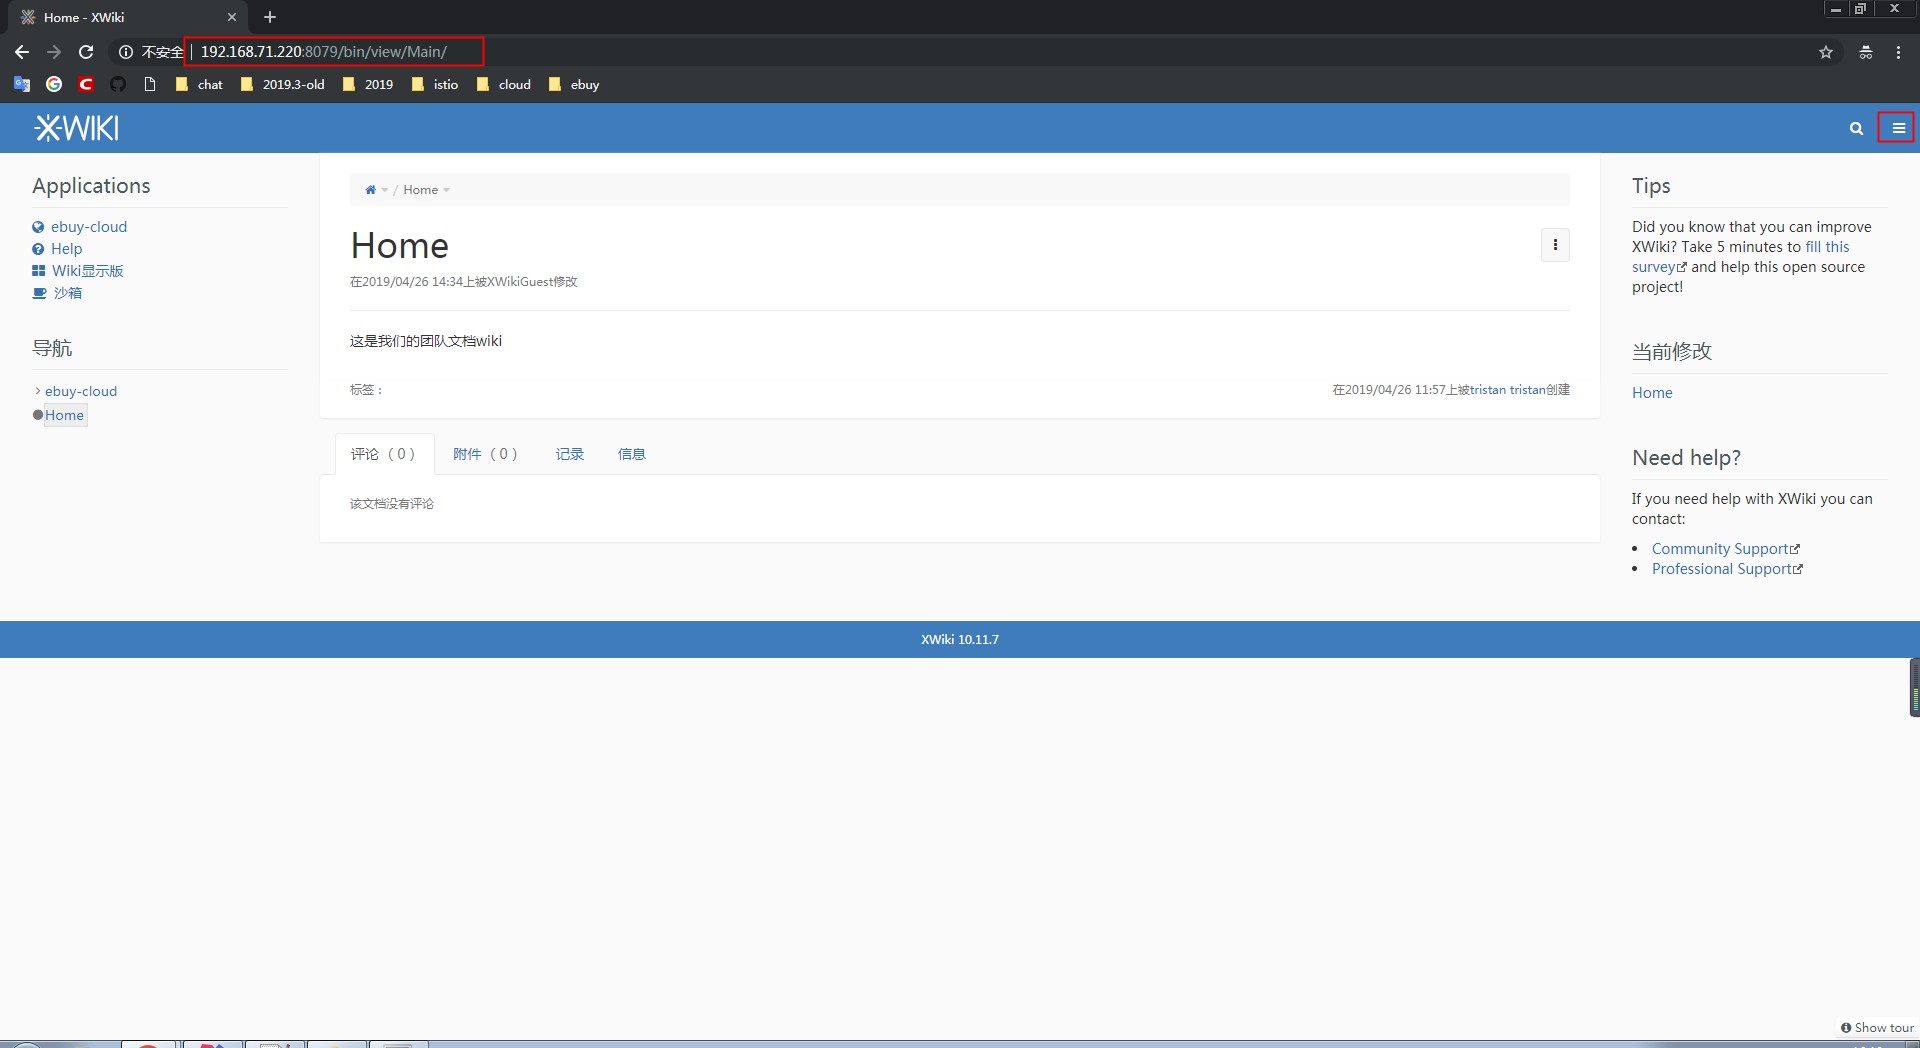 Home - XWiki
不安全 | 192.168.71.220:8079/bin/view/Main/
chat 2019.3-old 2019 istio cloud ebuy
XWIKI
Applications
ebuy-cloud
Help
Wiki显示版
沙箱
导航
ebuy-cloud
Home
/ Home
Home
在2019/04/26 14:34上被XWikiGuest修改
这是我们的团队文档wiki
标签：
在2019/04/26 11:57上被tristan tristan创建
评论（0） 附件（0） 记录 信息
该文档没有评论
Tips
Did you know that you can improve
XWiki? Take 5 minutes to fill this
survey and help this open source
project!
当前修改
Home
Need help?
If you need help with XWiki you can
contact:
Community Support
Professional Support
XWiki 10.11.7
Show tour